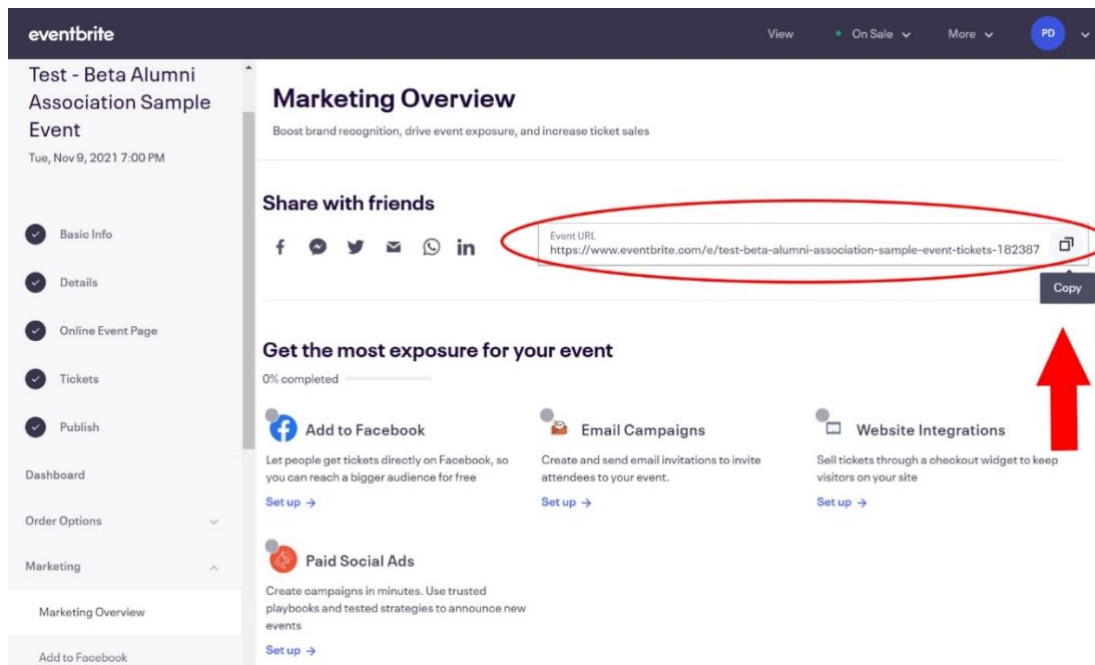 eventbrite
View
On Sale
More
PD
Test - Beta Alumni
Association Sample
Event
Tue, Nov 9, 2021 7:00 PM
Basic Info
Details
Online Event Page
Tickets
Publish
Dashboard
Order Options
Marketing
Marketing Overview
Add to Facebook
Marketing Overview
Boost brand recognition, drive event exposure, and increase ticket sales
Share with friends
Event URL
https://www.eventbrite.com/e/test-beta-alumni-association-sample-event-tickets-182387
Copy
Get the most exposure for your event
0% completed
Add to Facebook
Let people get tickets directly on Facebook, so
you can reach a bigger audience for free
Set up →
Email Campaigns
Create and send email invitations to invite
attendees to your event.
Set up →
Website Integrations
Sell tickets through a checkout widget to keep
visitors on your site
Set up →
Paid Social Ads
Create campaigns in minutes. Use trusted
playbooks and tested strategies to announce new
events
Set up →